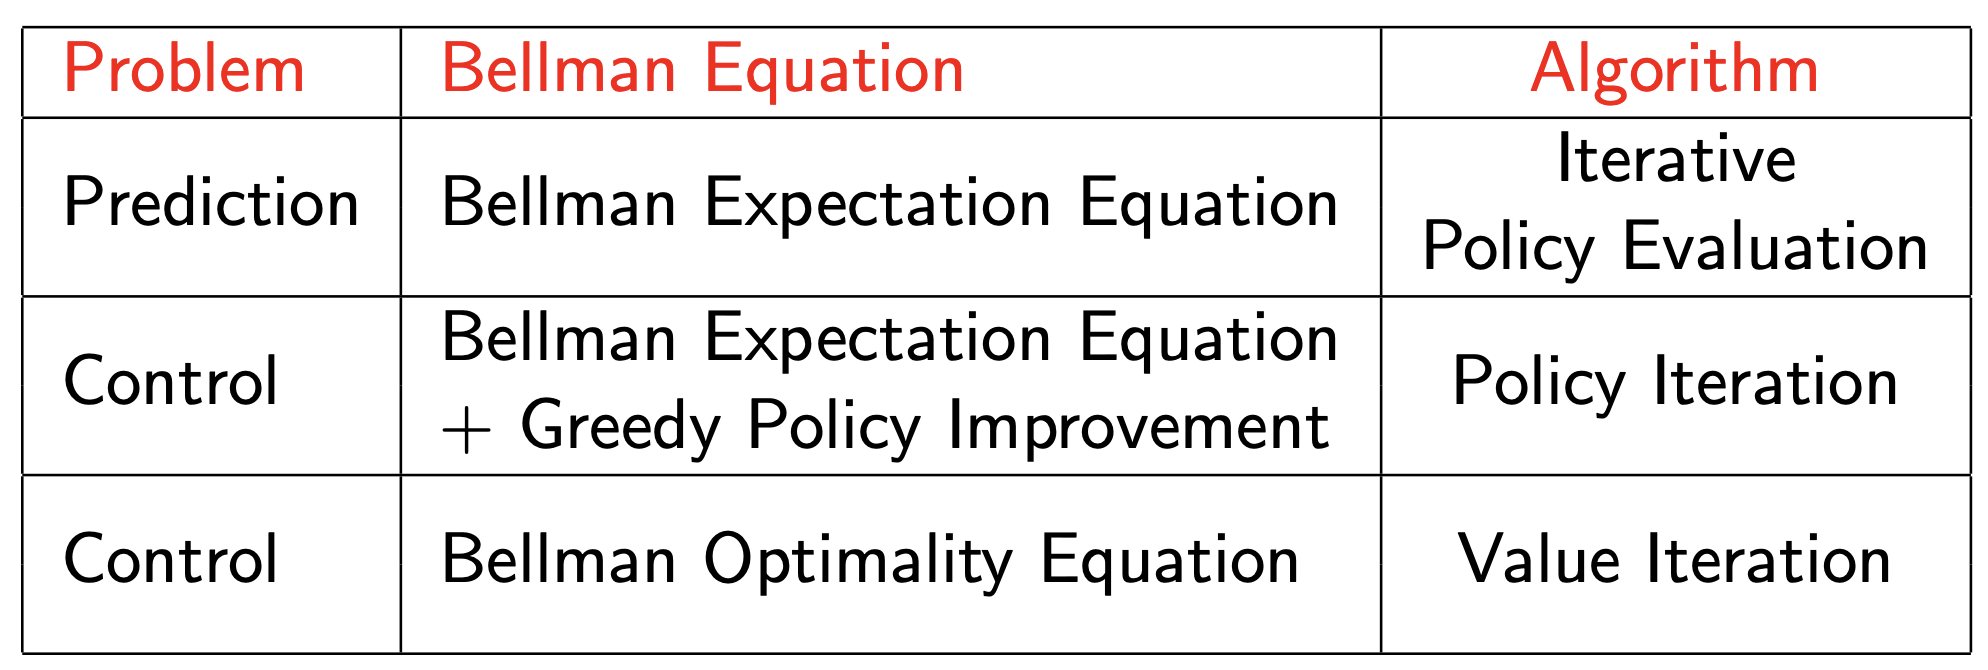 Problem Bellman Equation Algorithm
Prediction Bellman Expectation Equation Iterative
Policy Evaluation
Control Bellman Expectation Equation
+ Greedy Policy Improvement Policy Iteration
Control Bellman Optimality Equation Value Iteration